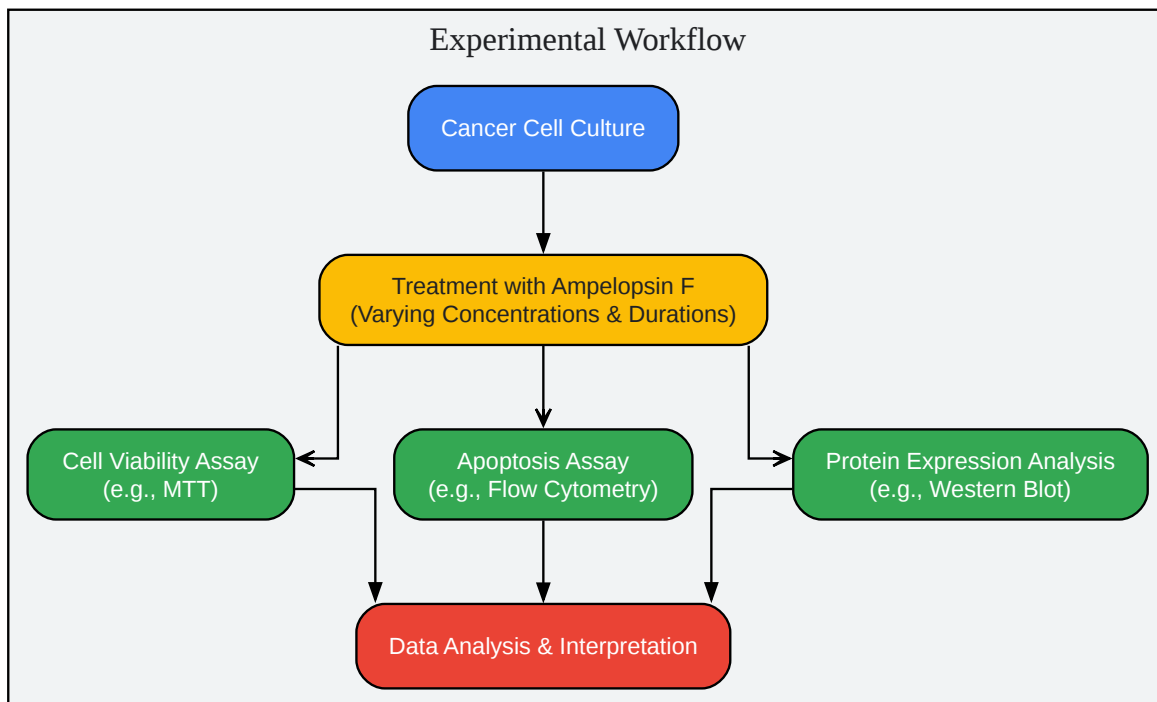 Experimental Workflow
Cancer Cell Culture
Treatment with Ampelopsin F
(Varying Concentrations & Durations)
Cell Viability Assay
(e.g., MTT)
Apoptosis Assay
(e.g., Flow Cytometry)
Protein Expression Analysis
(e.g., Western Blot)
Data Analysis & Interpretation